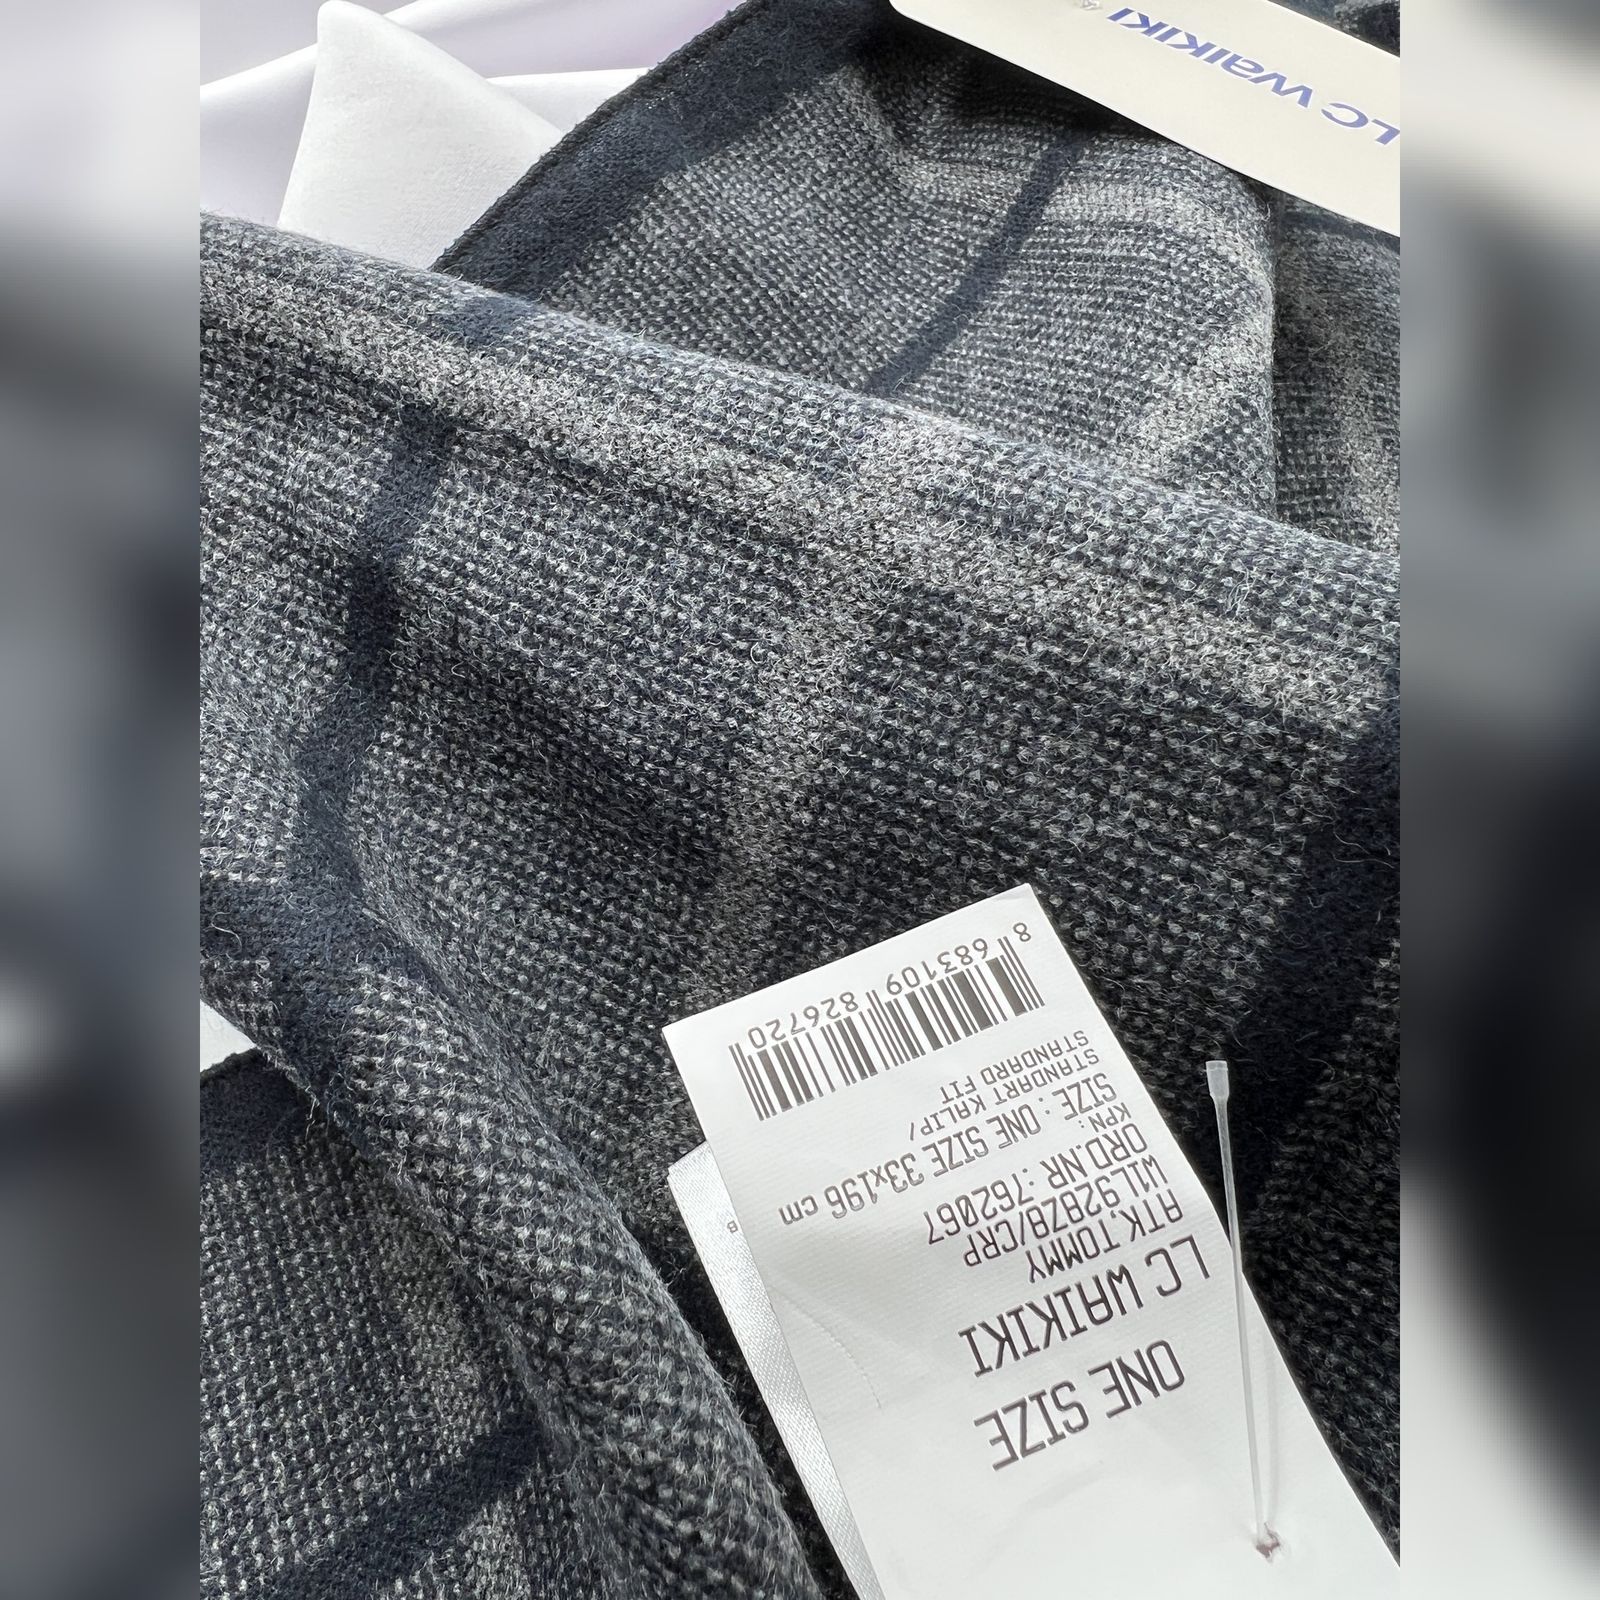 LC WAIKIKI
ONE SIZE
LC WAIKIKI
ATK.TOMMY
W1L928Z8/CRP
ORD.NR : 762067
KPN :
SIZE : ONE SIZE 33x196 cm
STANDART KALIP/
STANDARD FIT
8 683109 826720
B